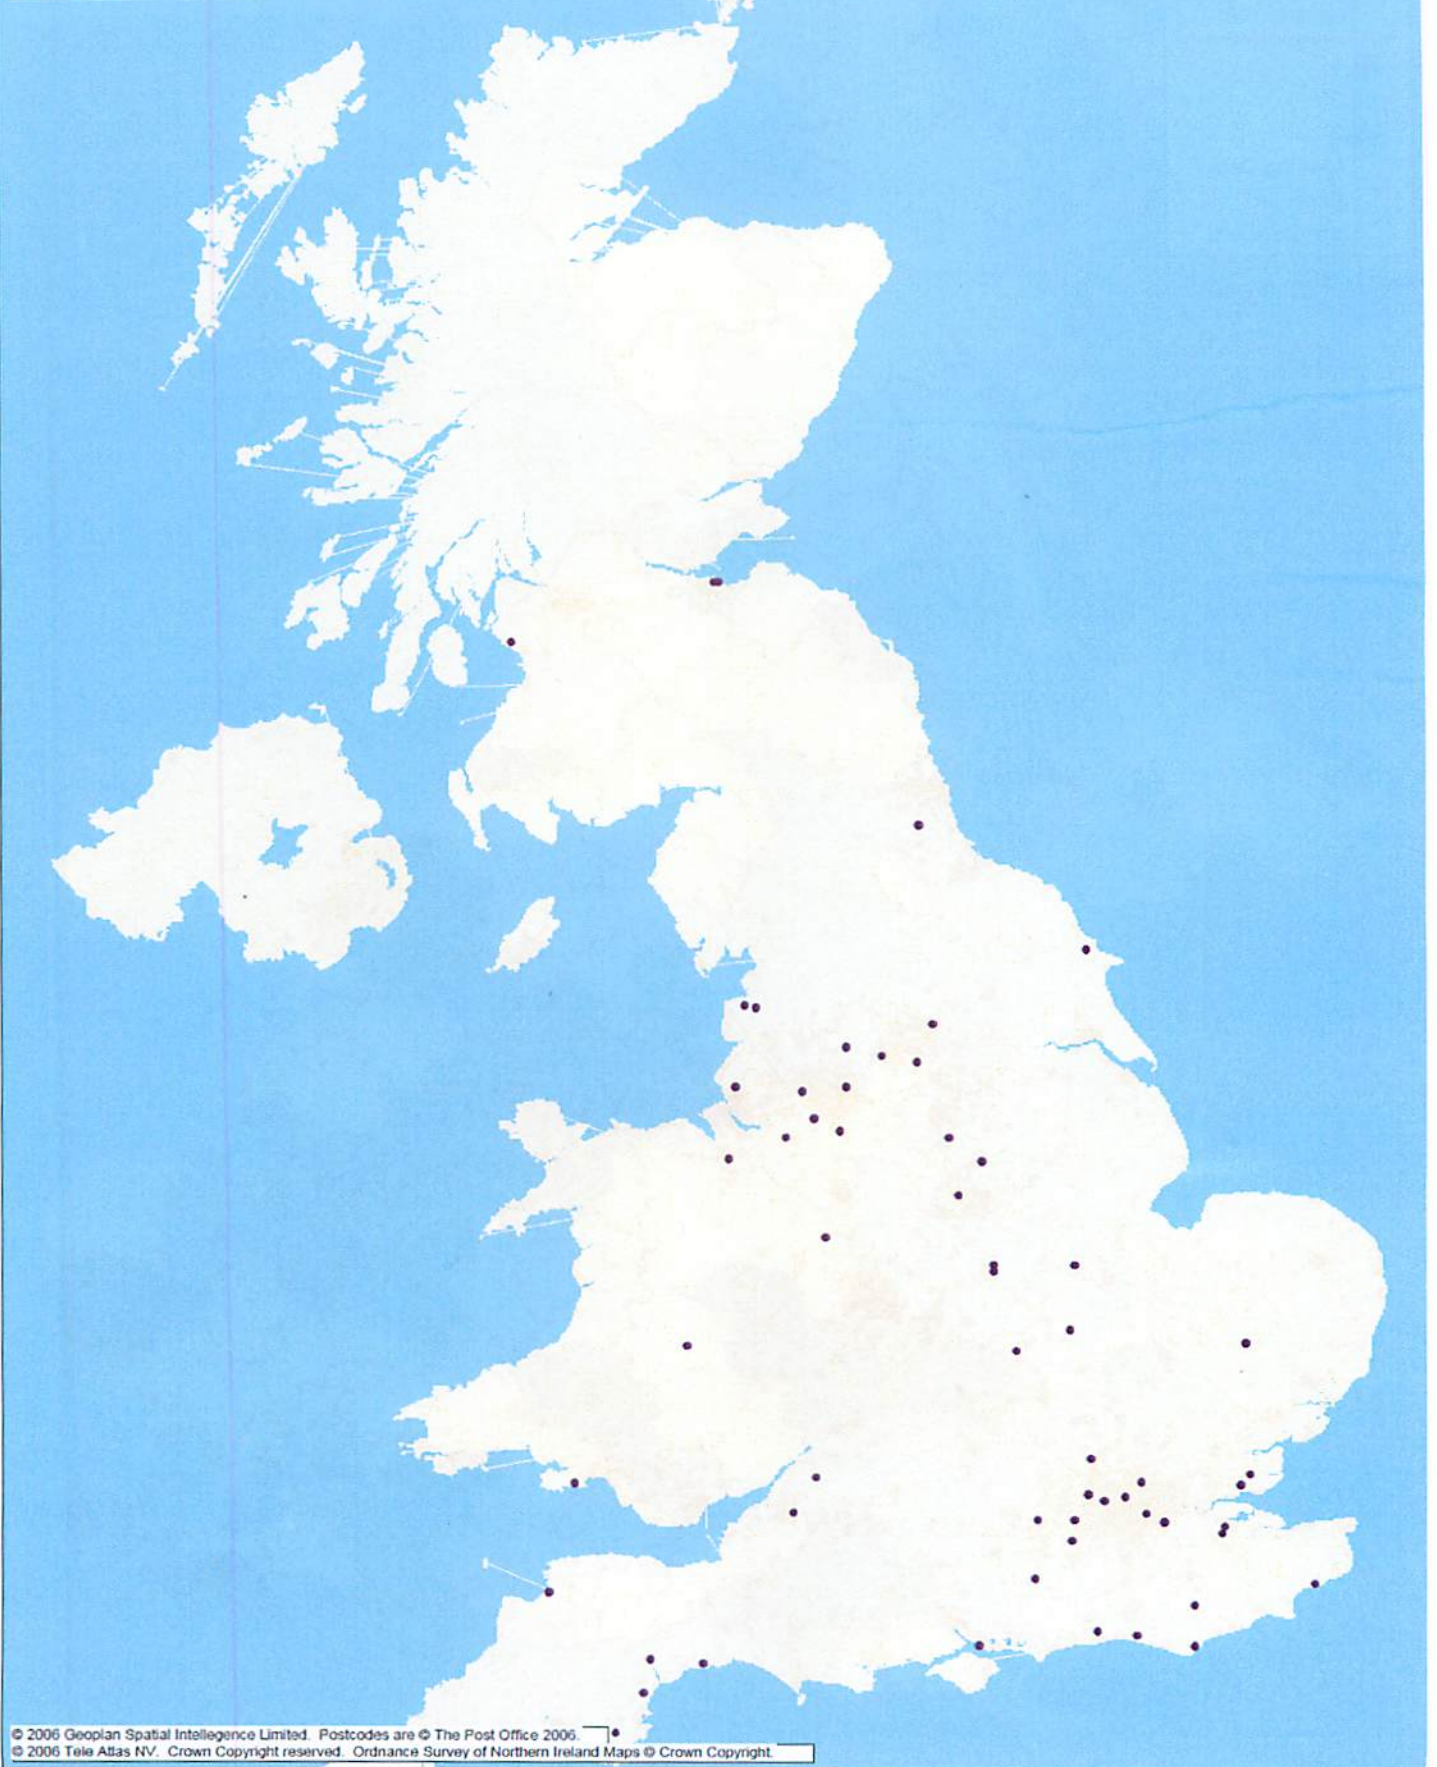 © 2006 Geoplan Spatial Intellegence Limited. Postcodes are © The Post Office 2006.
© 2006 Tele Atlas NV. Crown Copyright reserved. Ordnance Survey of Northern Ireland Maps © Crown Copyright.